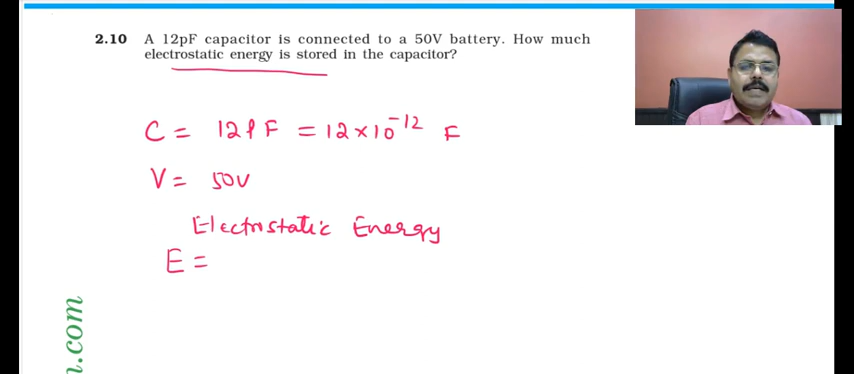 2.10 A 12pF capacitor is connected to a 50V battery. How much
electrostatic energy is stored in the capacitor?
C = 12pF = 12×10⁻¹² F
V = 50V
Electrostatic Energy
E =
n.com